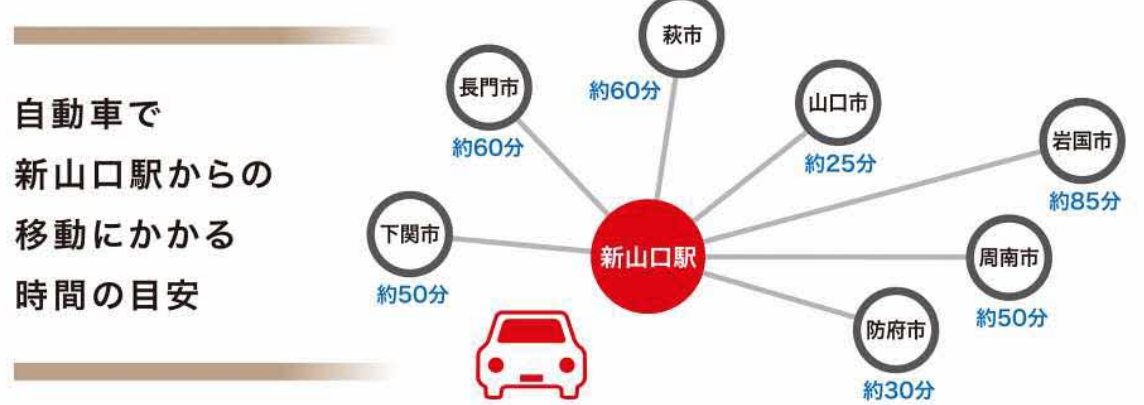 自動車で
新山口駅からの
移動にかかる
時間の目安
萩市
約60分
長門市
約60分
山口市
約25分
岩国市
約85分
下関市
約50分
新山口駅
周南市
約50分
防府市
約30分